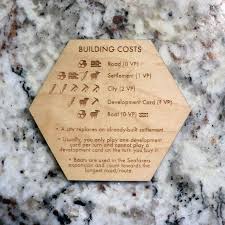 BUILDING COSTS
Road (0 VP)
Settlement (1 VP)
City (2 VP)
Development Card (? VP)
Boat (0 VP)
• A city replaces an already-built settlement.
• Usually, you only play one development
card per turn and cannot play a
development card on the turn you buy it.
• Boats are used in the Seafarers
expansion and count towards the
longest road/route.